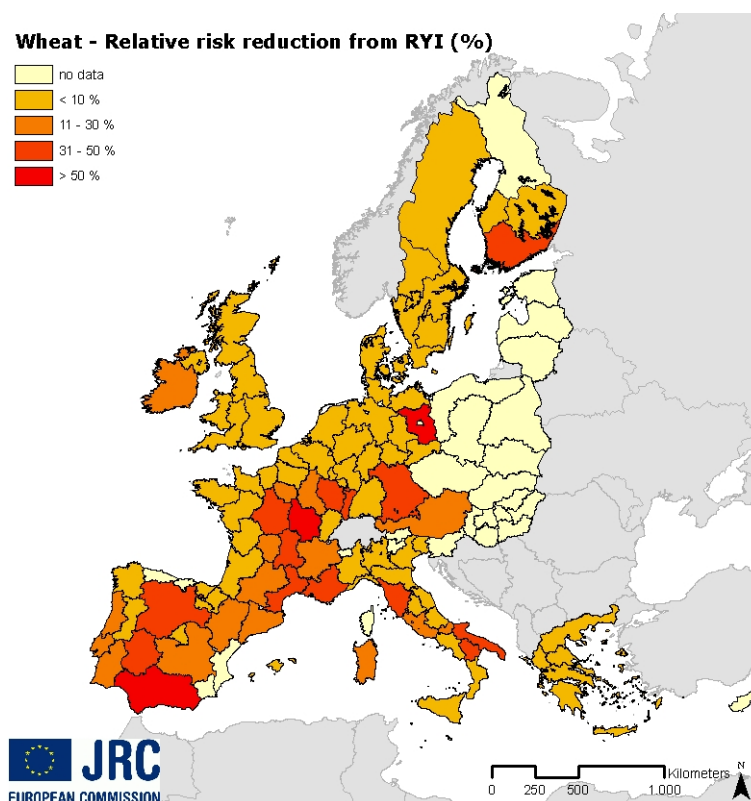 Wheat - Relative risk reduction from RYI (%)
no data
< 10 %
11 - 30 %
31 - 50 %
> 50 %
JRC
EUROPEAN COMMISSION
Kilometers
0 250 500 1.000
N